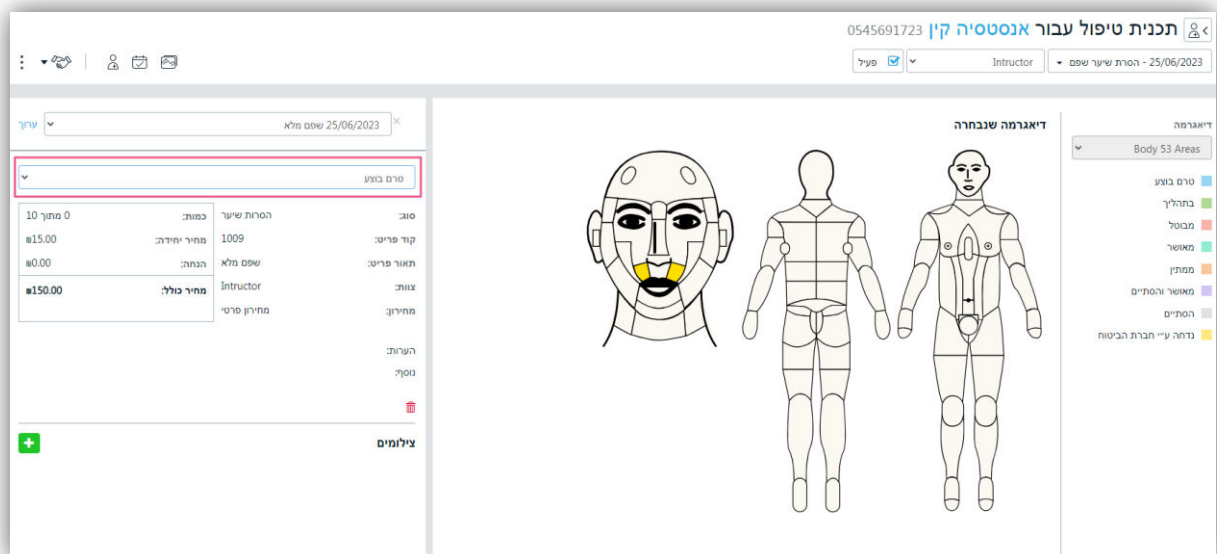 תכנית טיפול עבור אנסטסיה קין 0545691723
25/06/2023 - הסרת שיער שפם
Intructor
פעיל
דיאגרמה
Body 53 Areas
טרם בוצע
בתהליך
מבוטל
מאושר
ממתין
מאושר והסתיים
הסתיים
נדחה ע״י חברת הביטוח
דיאגרמה שנבחרה
25/06/2023 שפם מלא
ערוך
טרם בוצע
סוג: הסרות שיער
קוד פריט: 1009
תאור פריט: שפם מלא
צוות: Intructor
מחירון: מחירון פרטי
כמות: 0 מתוך 10
מחיר יחידה: ₪15.00
הנחה: ₪0.00
מחיר כולל: ₪150.00
הערות:
נוסף:
צילומים